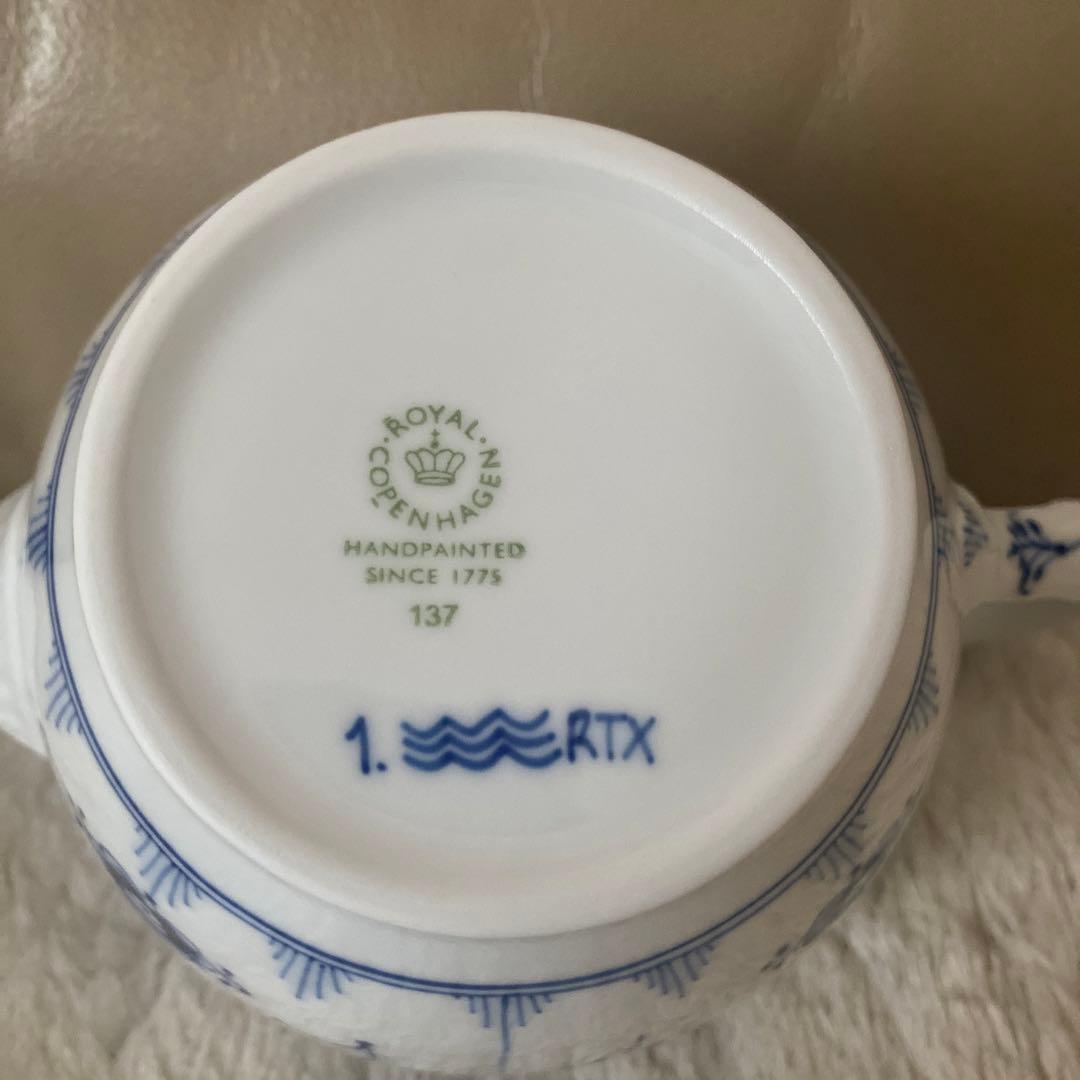 ROYAL COPENHAGEN
HANDPAINTED
SINCE 1775
137
1. RTX